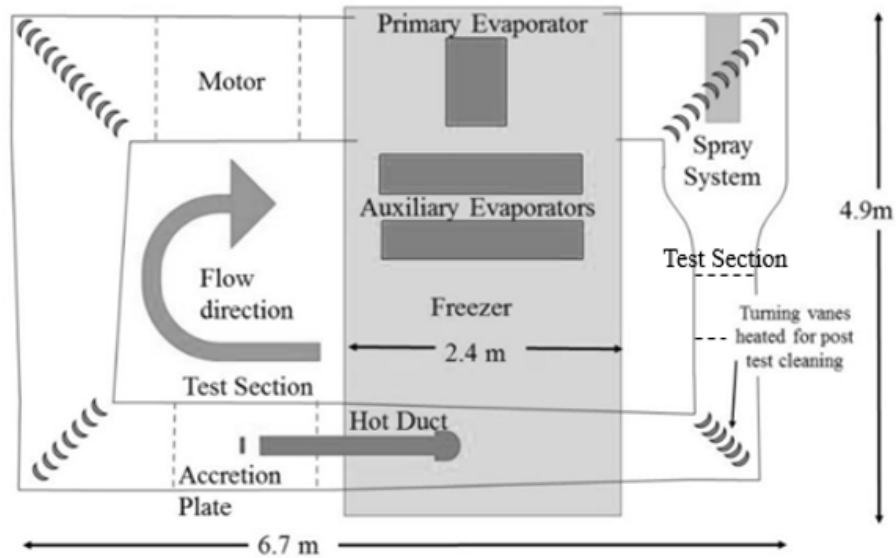 Primary Evaporator
Motor
Spray
System
Auxiliary Evaporators
4.9m
Test Section
Flow
direction
Freezer
Turning vanes
heated for post
test cleaning
2.4 m
Test Section
Hot Duct
Accretion
Plate
6.7 m